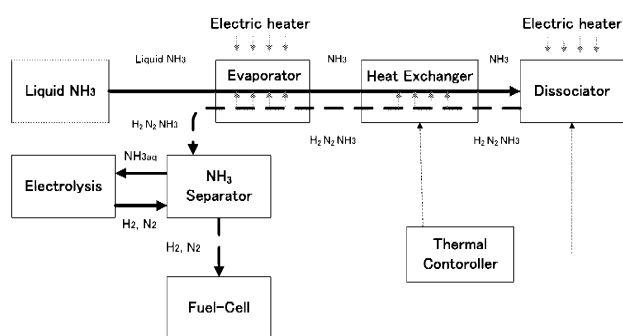 Electric heater
Electric heater
Liquid NH₃
NH₃
NH₃
Liquid NH₃
Evaporator
Heat Exchanger
Dissociator
H₂ N₂ NH₃
H₂ N₂ NH₃
H₂ N₂ NH₃
NH₃aq
Electrolysis
NH₃
Separator
H₂, N₂
H₂, N₂
Thermal
Contoroller
Fuel-Cell